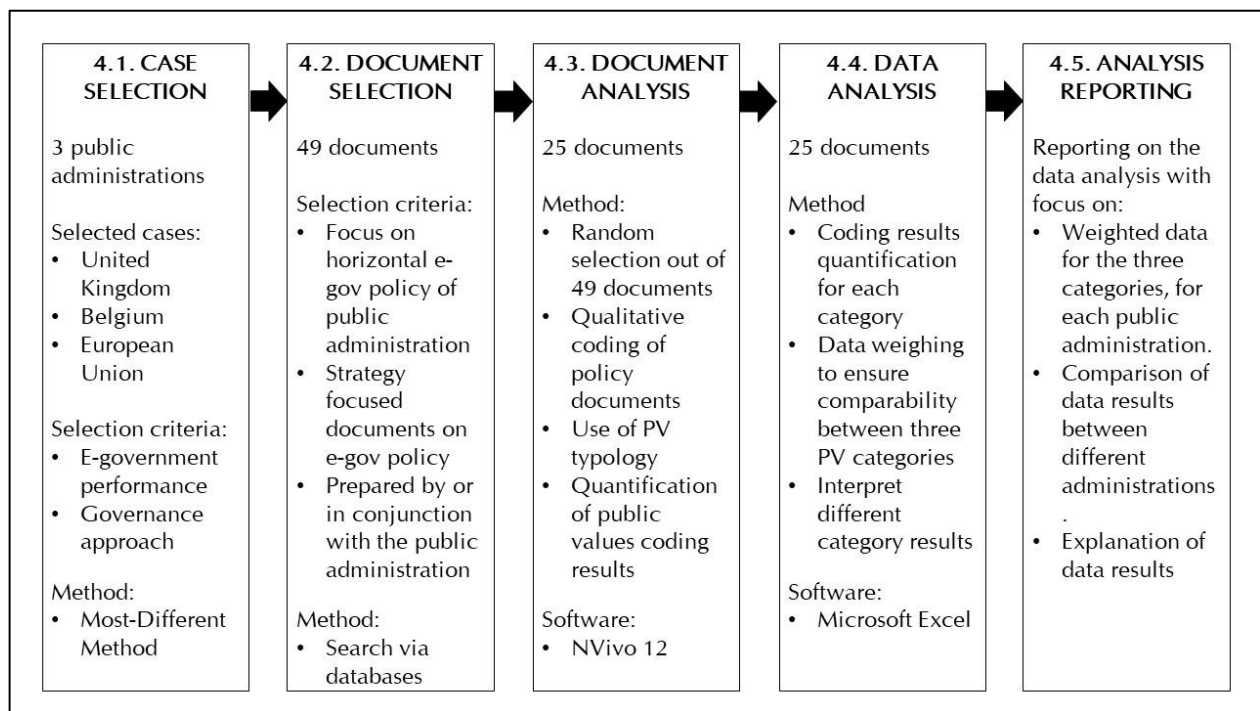 4.1. CASE
SELECTION
3 public
administrations
Selected cases:
• United
Kingdom
• Belgium
• European
Union
Selection criteria:
• E-government
performance
• Governance
approach
Method:
• Most-Different
Method
4.2. DOCUMENT
SELECTION
49 documents
Selection criteria:
• Focus on
horizontal e-
gov policy of
public
administration
• Strategy
focused
documents on
e-gov policy
• Prepared by or
in conjunction
with the public
administration
Method:
• Search via
databases
4.3. DOCUMENT
ANALYSIS
25 documents
Method:
• Random
selection out of
49 documents
• Qualitative
coding of
policy
documents
• Use of PV
typology
• Quantification
of public
values coding
results
Software:
• NVivo 12
4.4. DATA
ANALYSIS
25 documents
Method
• Coding results
quantification
for each
category
• Data weighing
to ensure
comparability
between three
PV categories
• Interpret
different
category results
Software:
• Microsoft Excel
4.5. ANALYSIS
REPORTING
Reporting on the
data analysis with
focus on:
• Weighted data
for the three
categories, for
each public
administration.
• Comparison of
data results
between
different
administrations
.
• Explanation of
data results